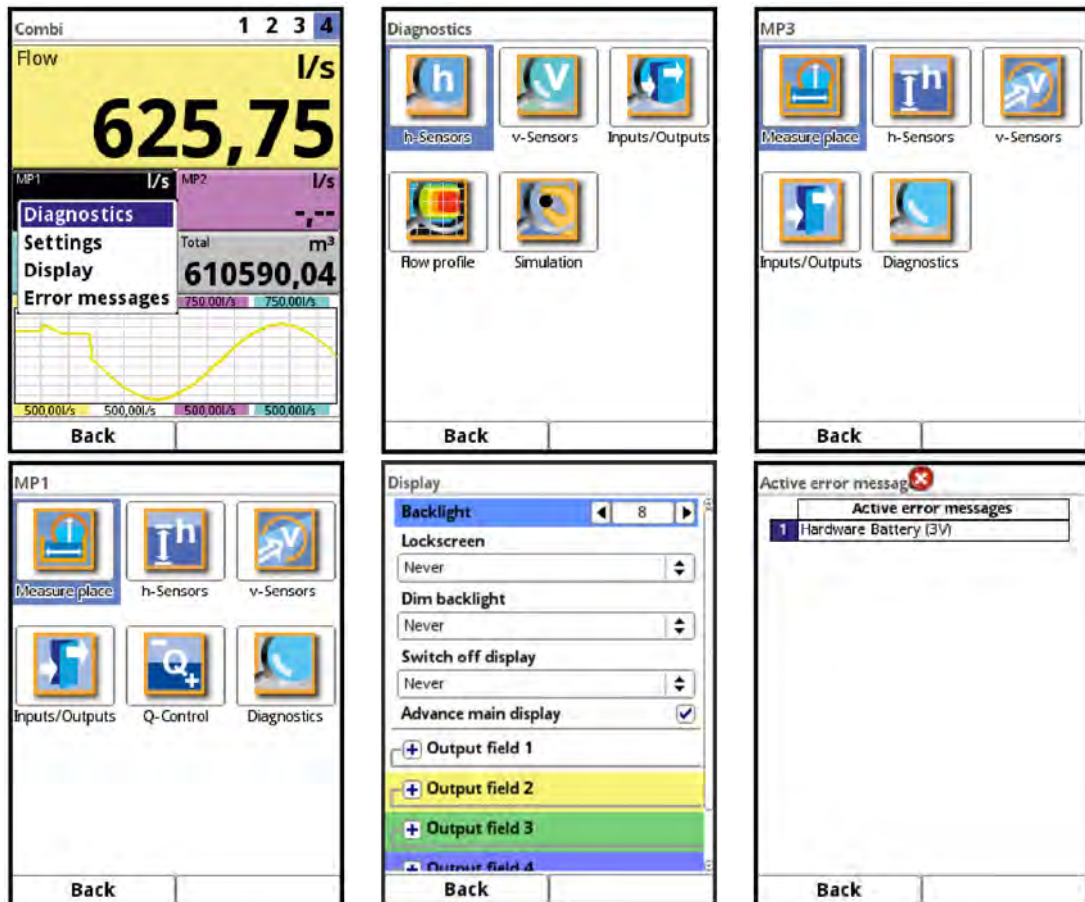 Combi 1 2 3 4
Flow l/s
625,75
MP1 l/s MP2 l/s
-,--
Diagnostics
Settings
Display
Error messages
Total m³
610590,04
750,00l/s 750,00l/s
500,00l/s 500,00l/s 500,00l/s 500,00l/s
Back
Diagnostics
h
V
h-Sensors v-Sensors Inputs/Outputs
Flow profile Simulation
Back
MP3
h
v
Measure place h-Sensors v-Sensors
Inputs/Outputs Diagnostics
Back
MP1
h
v
Measure place h-Sensors v-Sensors
Q
Inputs/Outputs Q-Control Diagnostics
Back
Display
Backlight 8
Lockscreen
Never
Dim backlight
Never
Switch off display
Never
Advance main display
Output field 1
Output field 2
Output field 3
Output field 4
Back
Active error messag
Active error messages
1 Hardware Battery (3V)
Back